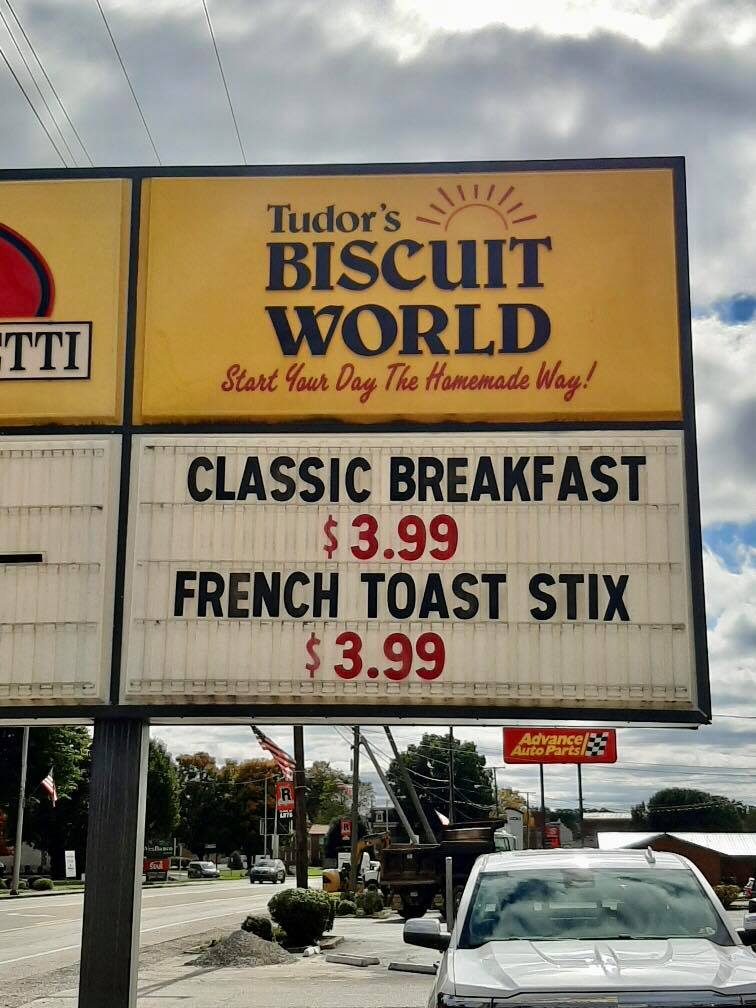 Tudor's
BISCUIT
WORLD
Start Your Day The Homemade Way!
ETTI
CLASSIC BREAKFAST
$3.99
FRENCH TOAST STIX
$3.99
Advance
Auto Parts
R